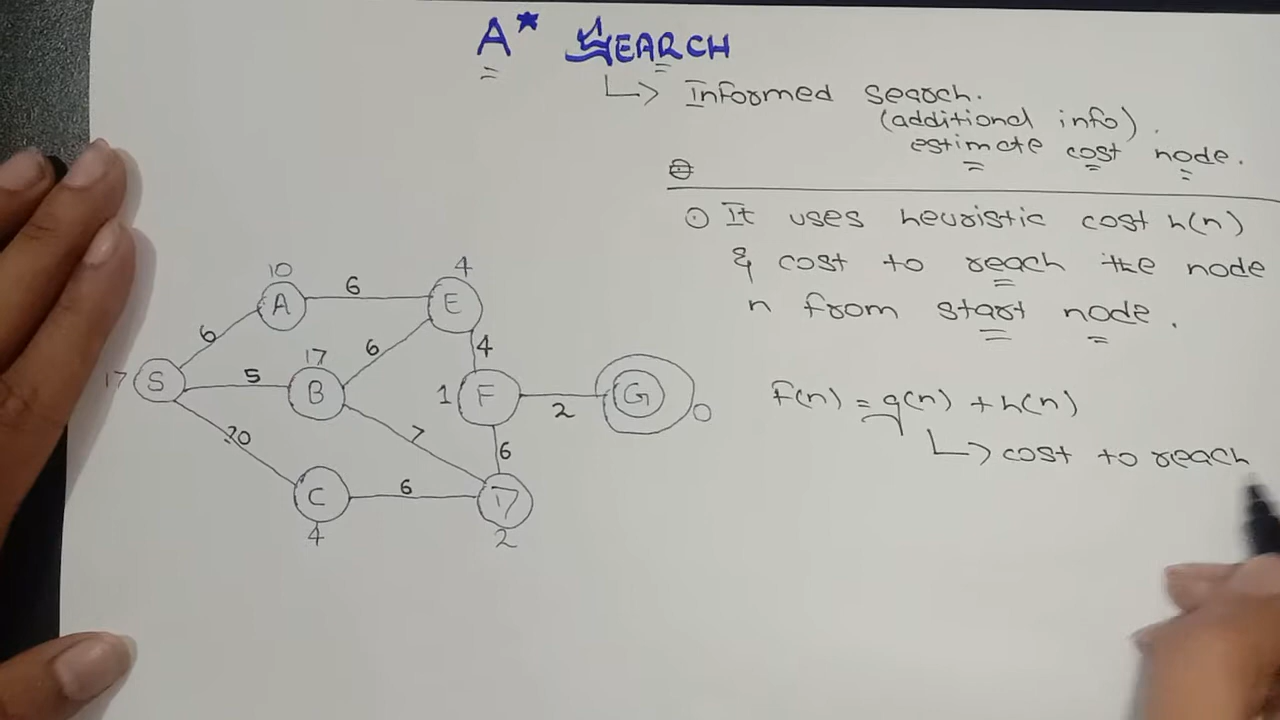 A* SEARCH
↳ Informed search.
(additional info).
estimate cost node.
⊙ It uses heuristic cost h(n)
& cost to reach the node
n from start node.
F(n) = g(n) + h(n)
↳ cost to reach
10
4
A
6
E
6
17
6
4
17
S
5
B
1
F
2
G
0
20
7
6
C
6
D
4
2